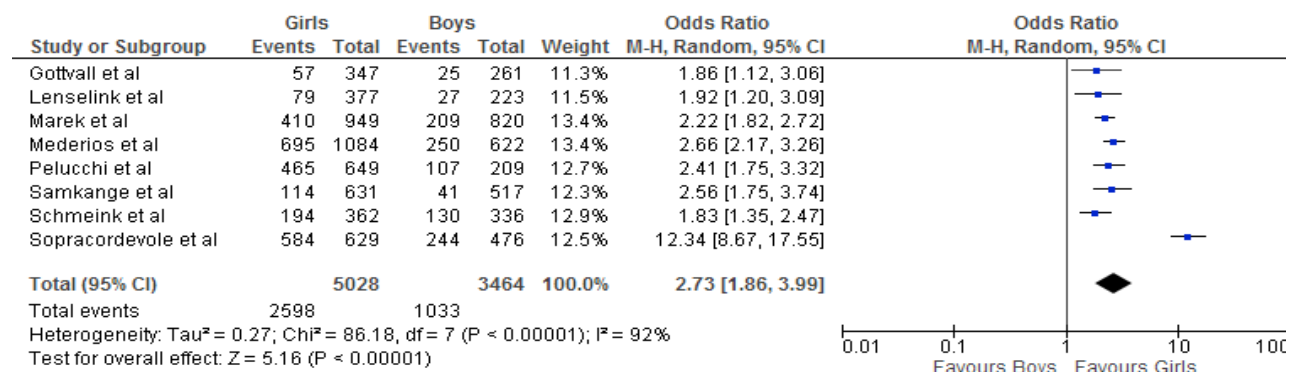 Girls Boys Odds Ratio Odds Ratio
Study or Subgroup Events Total Events Total Weight M-H, Random, 95% CI M-H, Random, 95% CI
Gottvall et al 57 347 25 261 11.3% 1.86 [1.12, 3.06]
Lenselink et al 79 377 27 223 11.5% 1.92 [1.20, 3.09]
Marek et al 410 949 209 820 13.4% 2.22 [1.82, 2.72]
Mederios et al 695 1084 250 622 13.4% 2.66 [2.17, 3.26]
Pelucchi et al 465 649 107 209 12.7% 2.41 [1.75, 3.32]
Samkange et al 114 631 41 517 12.3% 2.56 [1.75, 3.74]
Schmeink et al 194 362 130 336 12.9% 1.83 [1.35, 2.47]
Sopracordevole et al 584 629 244 476 12.5% 12.34 [8.67, 17.55]
Total (95% CI) 5028 3464 100.0% 2.73 [1.86, 3.99]
Total events 2598 1033
Heterogeneity: Tau² = 0.27; Chi² = 86.18, df = 7 (P < 0.00001); I² = 92%
Test for overall effect: Z = 5.16 (P < 0.00001)
0.01 0.1 1 10 100
Favours Boys Favours Girls